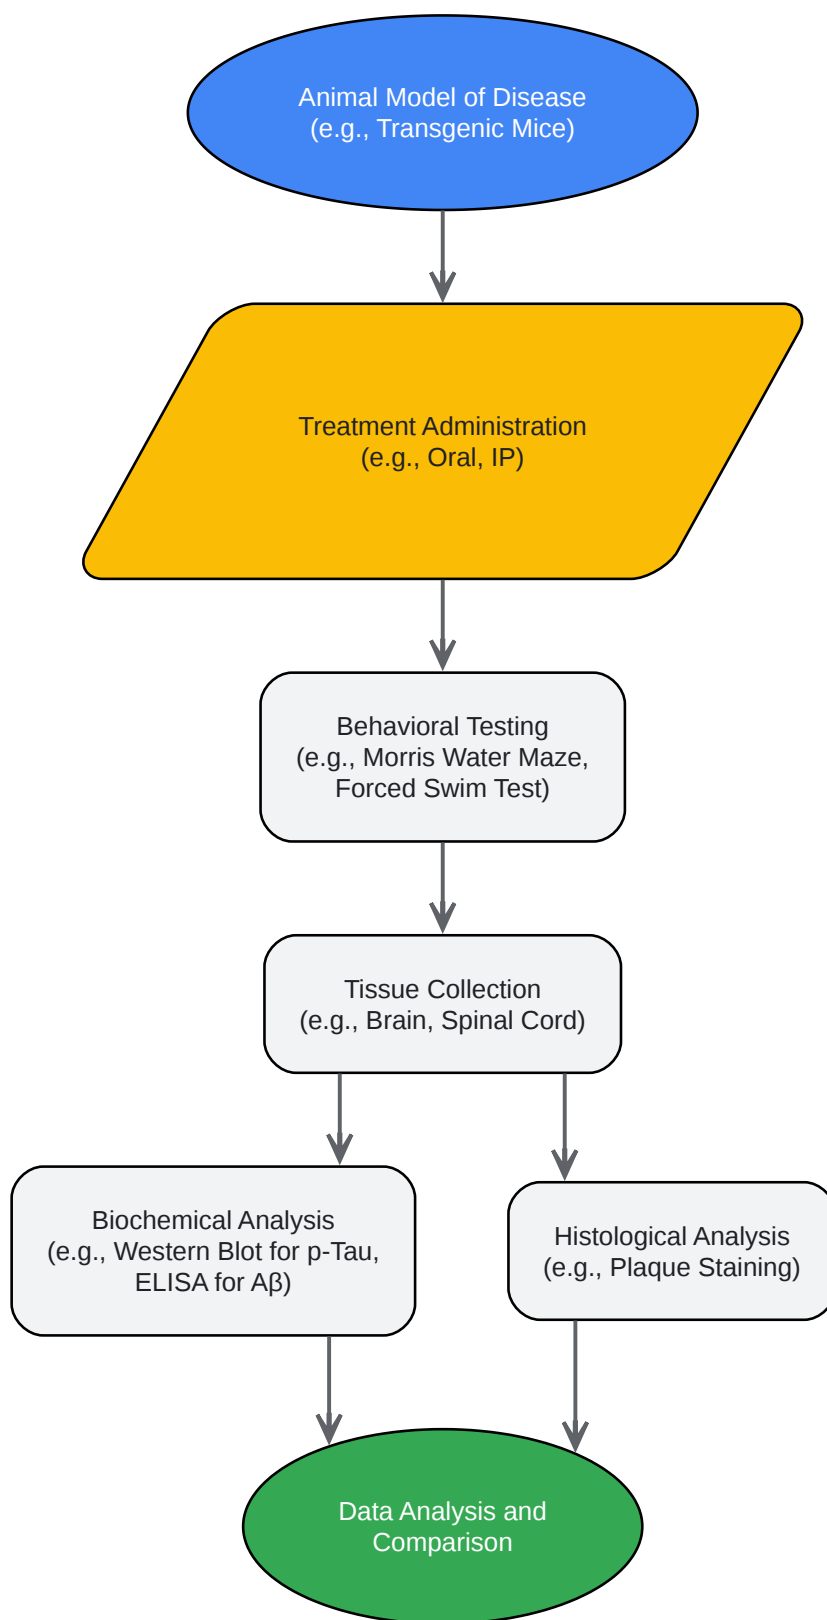 Animal Model of Disease
(e.g., Transgenic Mice)
Treatment Administration
(e.g., Oral, IP)
Behavioral Testing
(e.g., Morris Water Maze,
Forced Swim Test)
Tissue Collection
(e.g., Brain, Spinal Cord)
Biochemical Analysis
(e.g., Western Blot for p-Tau,
ELISA for Aβ)
Histological Analysis
(e.g., Plaque Staining)
Data Analysis and
Comparison